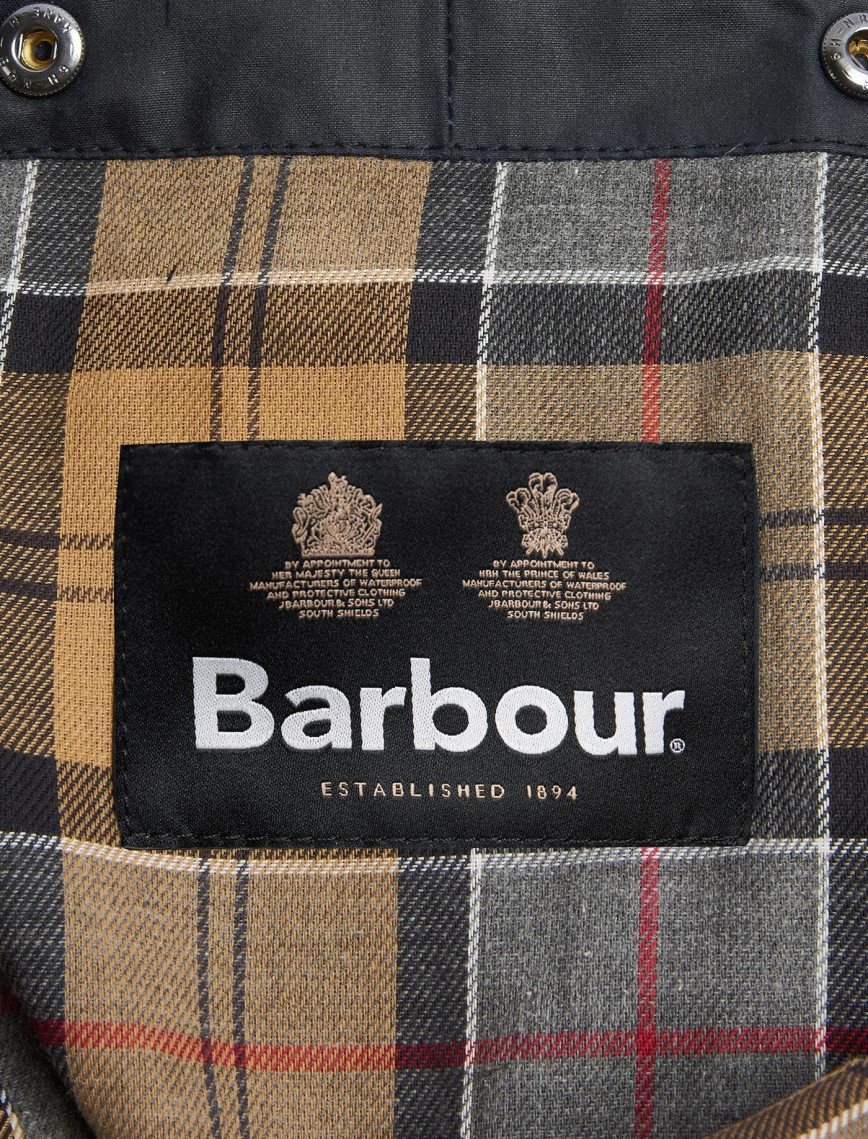 BY APPOINTMENT TO
HER MAJESTY THE QUEEN
MANUFACTURERS OF WATERPROOF
AND PROTECTIVE CLOTHING
J.BARBOUR & SONS LTD
SOUTH SHIELDS
BY APPOINTMENT TO
HRH THE PRINCE OF WALES
MANUFACTURERS OF WATERPROOF
AND PROTECTIVE CLOTHING
J.BARBOUR & SONS LTD
SOUTH SHIELDS
Barbour®
ESTABLISHED 1894